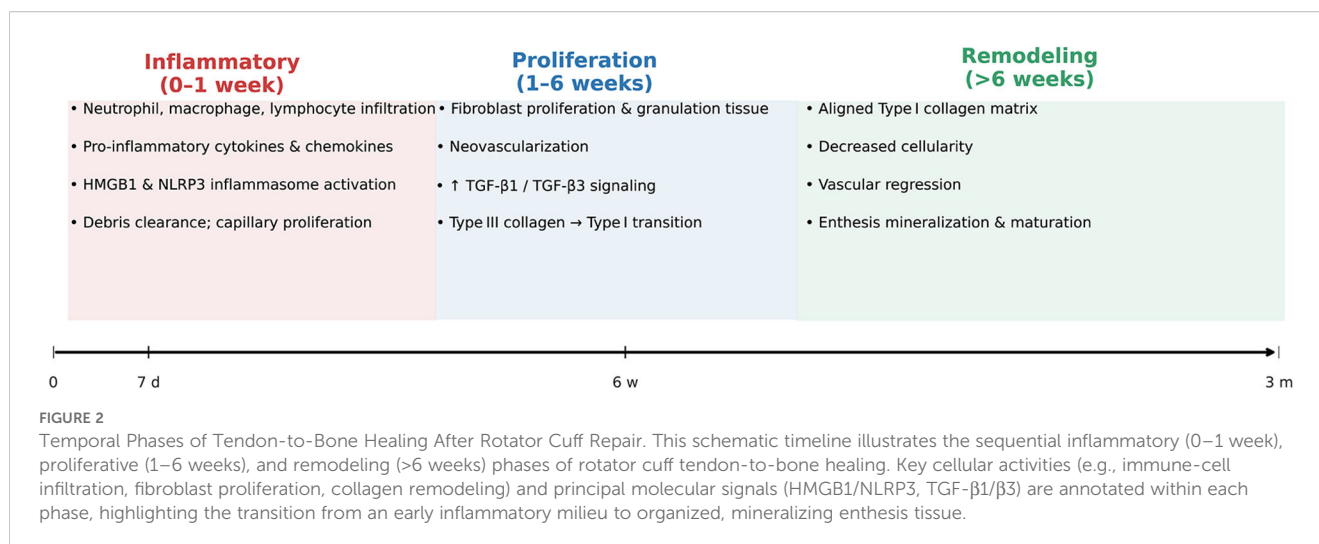 Inflammatory
(0–1 week)
• Neutrophil, macrophage, lymphocyte infiltration
• Pro-inflammatory cytokines & chemokines
• HMGB1 & NLRP3 inflammasome activation
• Debris clearance; capillary proliferation
Proliferation
(1–6 weeks)
• Fibroblast proliferation & granulation tissue
• Neovascularization
• ↑ TGF-β1 / TGF-β3 signaling
• Type III collagen → Type I transition
Remodeling
(>6 weeks)
• Aligned Type I collagen matrix
• Decreased cellularity
• Vascular regression
• Enthesis mineralization & maturation
0
7 d
6 w
3 m
FIGURE 2
Temporal Phases of Tendon-to-Bone Healing After Rotator Cuff Repair. This schematic timeline illustrates the sequential inflammatory (0–1 week),
proliferative (1–6 weeks), and remodeling (>6 weeks) phases of rotator cuff tendon-to-bone healing. Key cellular activities (e.g., immune-cell
infiltration, fibroblast proliferation, collagen remodeling) and principal molecular signals (HMGB1/NLRP3, TGF-β1/β3) are annotated within each
phase, highlighting the transition from an early inflammatory milieu to organized, mineralizing enthesis tissue.